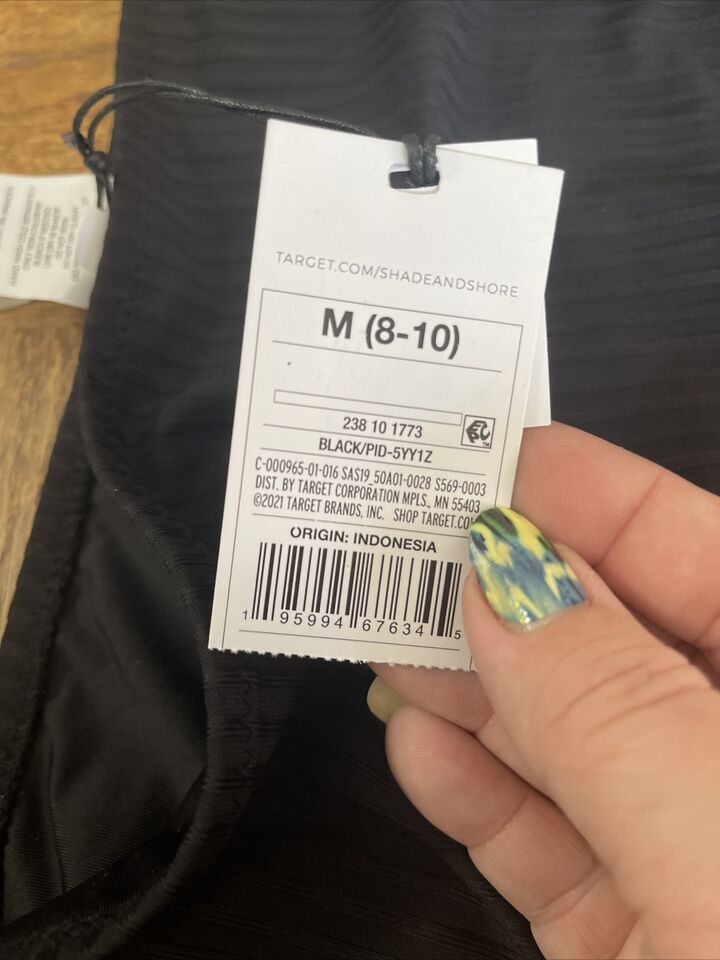 TARGET.COM/SHADEANDSHORE
M (8-10)
238 10 1773
EPC™
BLACK/PID-5YY1Z
C-000965-01-016 SAS19_50A01-0028 S569-0003
DIST. BY TARGET CORPORATION MPLS., MN 55403
©2021 TARGET BRANDS, INC. SHOP TARGET.CO
ORIGIN: INDONESIA
1 95994 67634 5